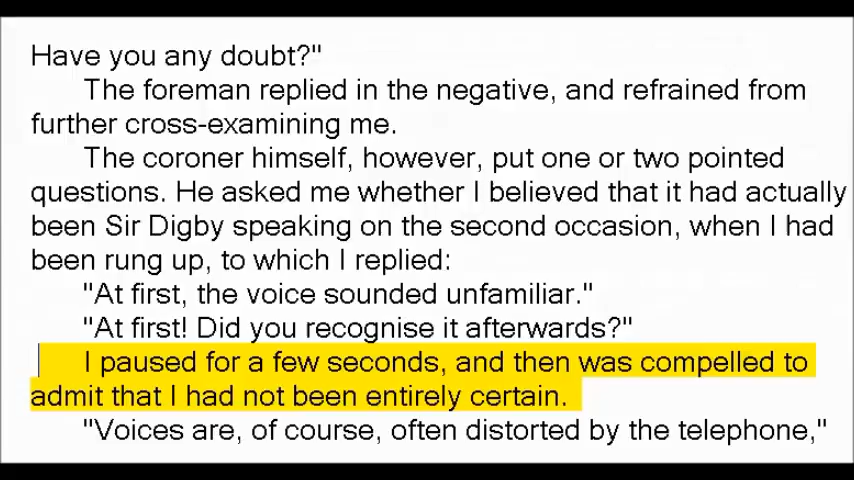 Have you any doubt?"
The foreman replied in the negative, and refrained from
further cross-examining me.
The coroner himself, however, put one or two pointed
questions. He asked me whether I believed that it had actually
been Sir Digby speaking on the second occasion, when I had
been rung up, to which I replied:
"At first, the voice sounded unfamiliar."
"At first! Did you recognise it afterwards?"
I paused for a few seconds, and then was compelled to
admit that I had not been entirely certain.
"Voices are, of course, often distorted by the telephone,"